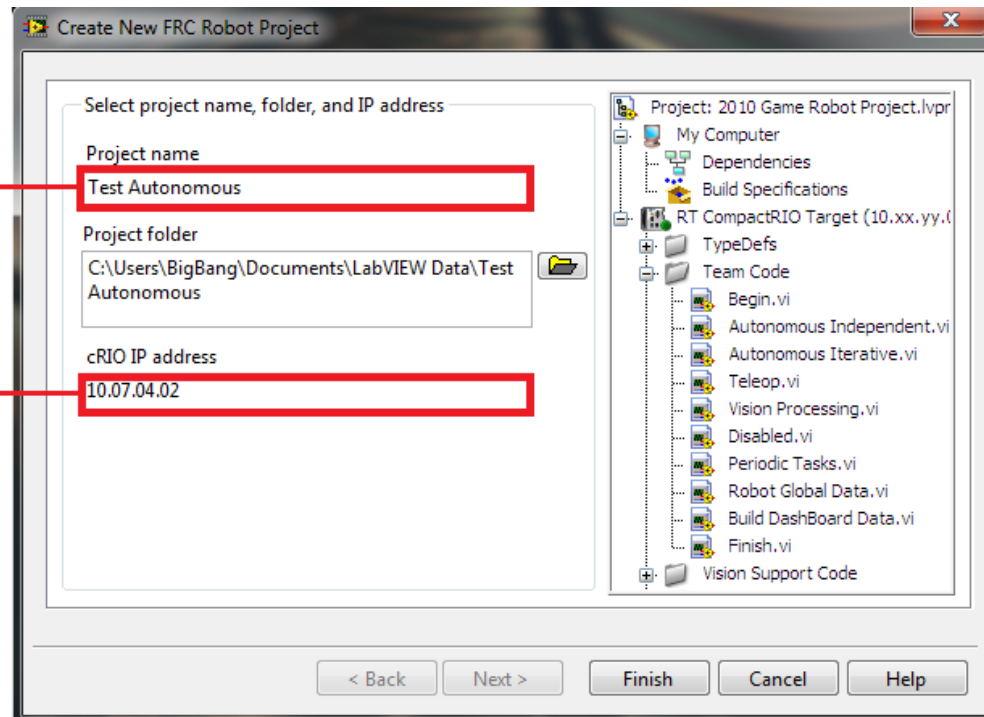 Create New FRC Robot Project
x
Select project name, folder, and IP address
Project name
Test Autonomous
Project folder
C:\Users\BigBang\Documents\LabVIEW Data\Test
Autonomous
cRIO IP address
10.07.04.02
Project: 2010 Game Robot Project.lvpr
My Computer
Dependencies
Build Specifications
RT CompactRIO Target (10.xx.yy.(
TypeDefs
Team Code
Begin.vi
Autonomous Independent.vi
Autonomous Iterative.vi
Teleop.vi
Vision Processing.vi
Disabled.vi
Periodic Tasks.vi
Robot Global Data.vi
Build DashBoard Data.vi
Finish.vi
Vision Support Code
< Back
Next >
Finish
Cancel
Help